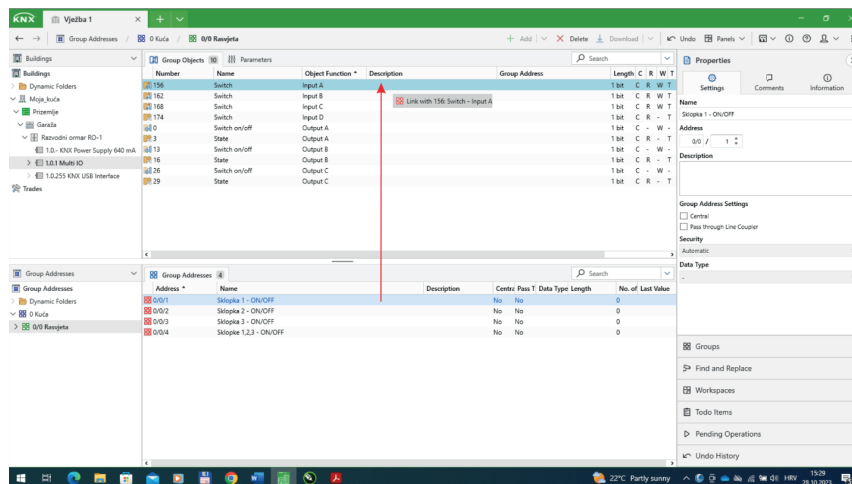 KNX Vježba 1
Group Addresses / 0 Kuća / 0/0 Rasvjeta
Add Delete Download Undo Panels
Buildings
Buildings
Dynamic Folders
Moja_kuća
Prizemlje
Garaža
Razvodni ormar RO-1
1.0.- KNX Power Supply 640 mA
1.0.1 Multi IO
1.0.255 KNX USB Interface
Trades
Group Objects 10 Parameters Search
Number Name Object Function * Description Group Address Length C R W T
156 Switch Input A 1 bit C R W T
162 Switch Input B 1 bit C R W T
168 Switch Input C 1 bit C R W T
174 Switch Input D 1 bit C R - T
0 Switch on/off Output A 1 bit C - W -
3 State Output A 1 bit C R - T
13 Switch on/off Output B 1 bit C - W -
16 State Output B 1 bit C R - T
26 Switch on/off Output C 1 bit C - W -
29 State Output C 1 bit C R - T
Link with 156: Switch - Input A
Group Addresses
Group Addresses
Dynamic Folders
0 Kuća
0/0 Rasvjeta
Group Addresses 4 Search
Address * Name Description Centra Pass T Data Type Length No. of Last Value
0/0/1 Sklopka 1 - ON/OFF No No 0
0/0/2 Sklopka 2 - ON/OFF No No 0
0/0/3 Sklopka 3 - ON/OFF No No 0
0/0/4 Sklopke 1,2,3 - ON/OFF No No 0
Properties
Settings Comments Information
Name
Sklopka 1 - ON/OFF
Address
0/0 / 1
Description
Group Address Settings
Central
Pass through Line Coupler
Security
Automatic
Data Type
-
Groups
Find and Replace
Workspaces
Todo Items
Pending Operations
Undo History
22°C Partly sunny HRV 15:29
28.10.2023.